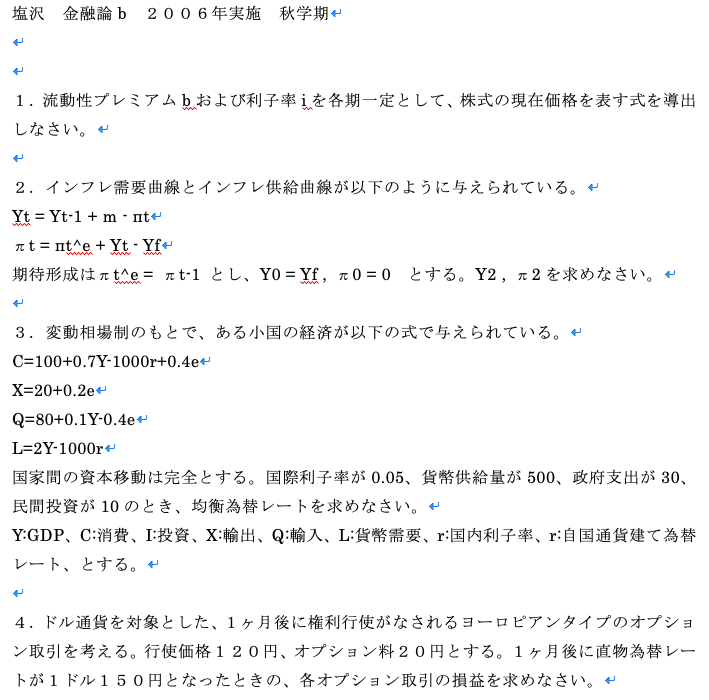 塩沢　金融論ｂ　２００６年実施　秋学期
１．流動性プレミアム b および利子率 i を各期一定として、株式の現在価格を表す式を導出
しなさい。
２．インフレ需要曲線とインフレ供給曲線が以下のように与えられている。
Yt = Yt-1 + m - πt
πt = πt^e + Yt - Yf
期待形成はπt^e = πt-1 とし、Y0 = Yf，π0 = 0　とする。Y2，π2 を求めなさい。
３．変動相場制のもとで、ある小国の経済が以下の式で与えられている。
C=100+0.7Y-1000r+0.4e
X=20+0.2e
Q=80+0.1Y-0.4e
L=2Y-1000r
国家間の資本移動は完全とする。国際利子率が 0.05、貨幣供給量が 500、政府支出が 30、
民間投資が 10 のとき、均衡為替レートを求めなさい。
Y:GDP、C:消費、I:投資、X:輸出、Q:輸入、L:貨幣需要、r:国内利子率、r:自国通貨建て為替
レート、とする。
４．ドル通貨を対象とした、１ヶ月後に権利行使がなされるヨーロピアンタイプのオプショ
ン取引を考える。行使価格１２０円、オプション料２０円とする。１ヶ月後に直物為替レー
トが１ドル１５０円となったときの、各オプション取引の損益を求めなさい。